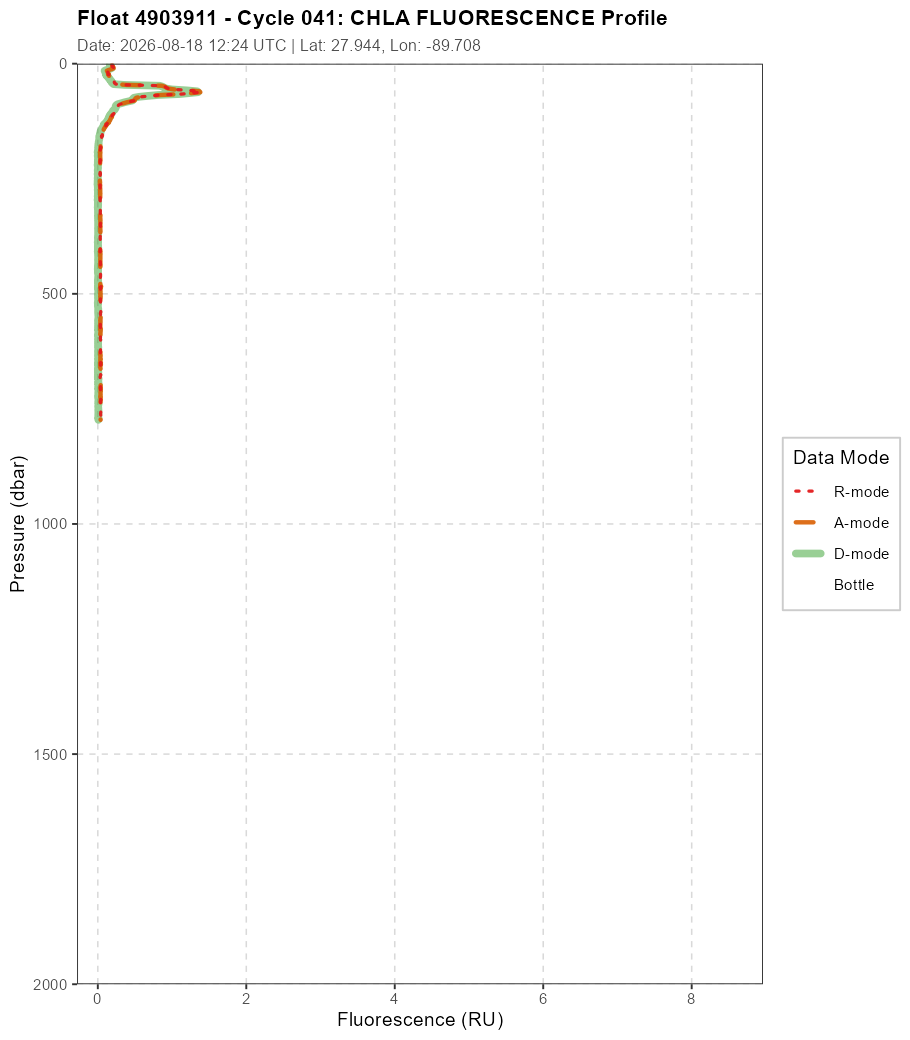 Float 4903911 - Cycle 041: CHLA FLUORESCENCE Profile
Date: 2026-08-18 12:24 UTC | Lat: 27.944, Lon: -89.708
0
500
1000
1500
2000
Pressure (dbar)
0 2 4 6 8
Fluorescence (RU)
Data Mode
R-mode
A-mode
D-mode
Bottle